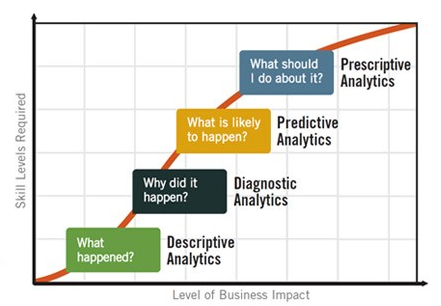 What should
I do about it?
Prescriptive
Analytics
What is likely
to happen?
Predictive
Analytics
Why did it
happen?
Diagnostic
Analytics
What
happened?
Descriptive
Analytics
Skill Levels Required
Level of Business Impact